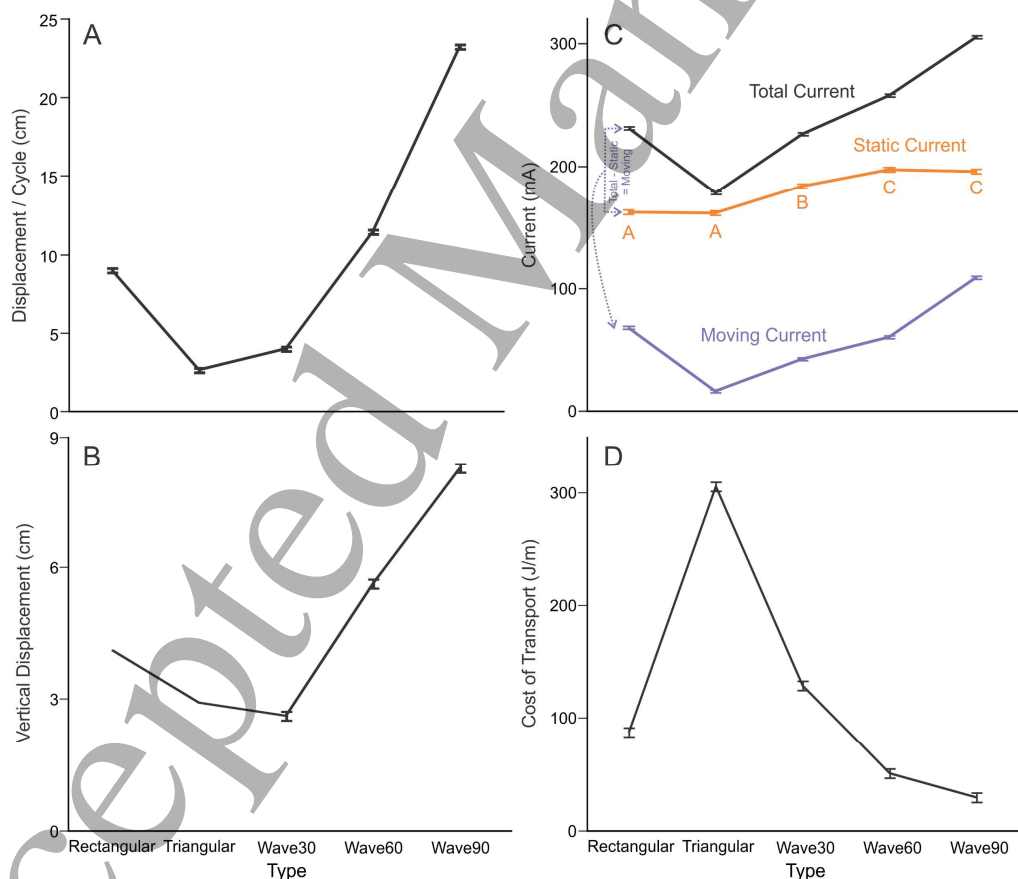 A
25
20
15
10
5
0
Displacement / Cycle (cm)
B
9
6
3
0
Vertical Displacement (cm)
Rectangular Triangular Wave30 Wave60 Wave90
Type
C
300
200
100
0
Current (mA)
Total Current
Static Current
Moving Current
Total - Static
= Moving
A A B C C
D
300
200
100
0
Cost of Transport (J/m)
Rectangular Triangular Wave30 Wave60 Wave90
Type
cepted Man